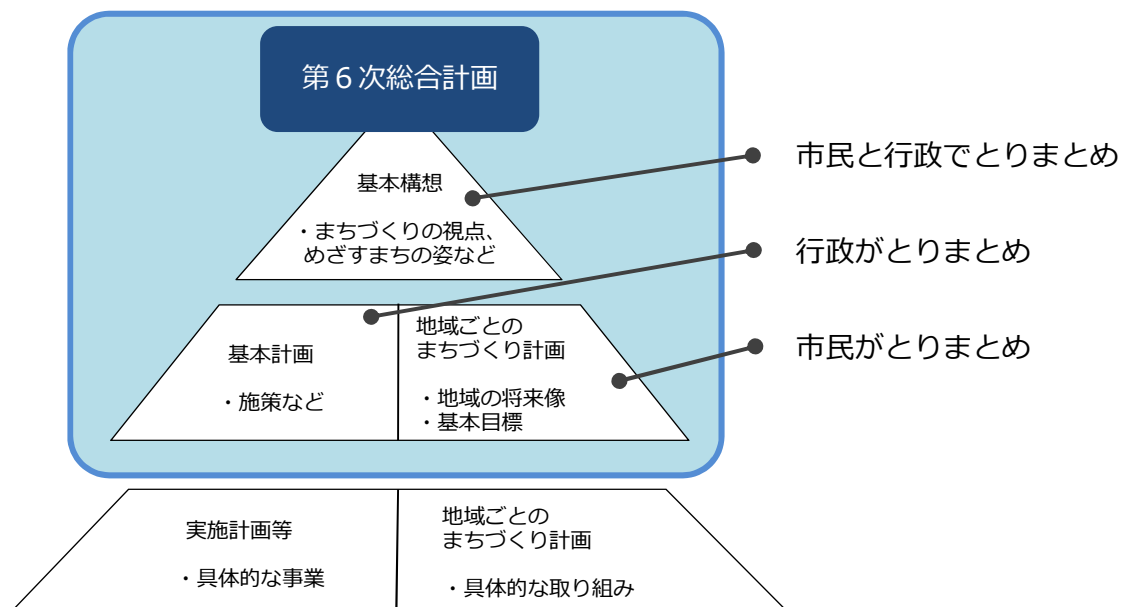 第6次総合計画
基本構想
・まちづくりの視点、
めざすまちの姿など
市民と行政でとりまとめ
行政がとりまとめ
市民がとりまとめ
基本計画
・施策など
地域ごとの
まちづくり計画
・地域の将来像
・基本目標
実施計画等
・具体的な事業
地域ごとの
まちづくり計画
・具体的な取り組み